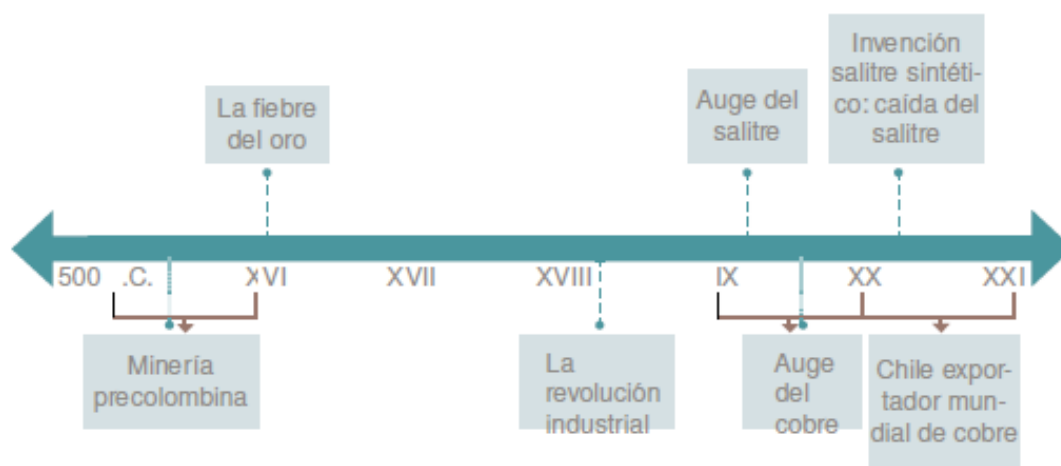 La fiebre
del oro
Auge del
salitre
Invención
salitre sintéti-
co: caída del
salitre
500 .C. XVI XVII XVIII IX XX XXI
Minería
precolombina
La
revolución
industrial
Auge
del
cobre
Chile expor-
tador mun-
dial de cobre